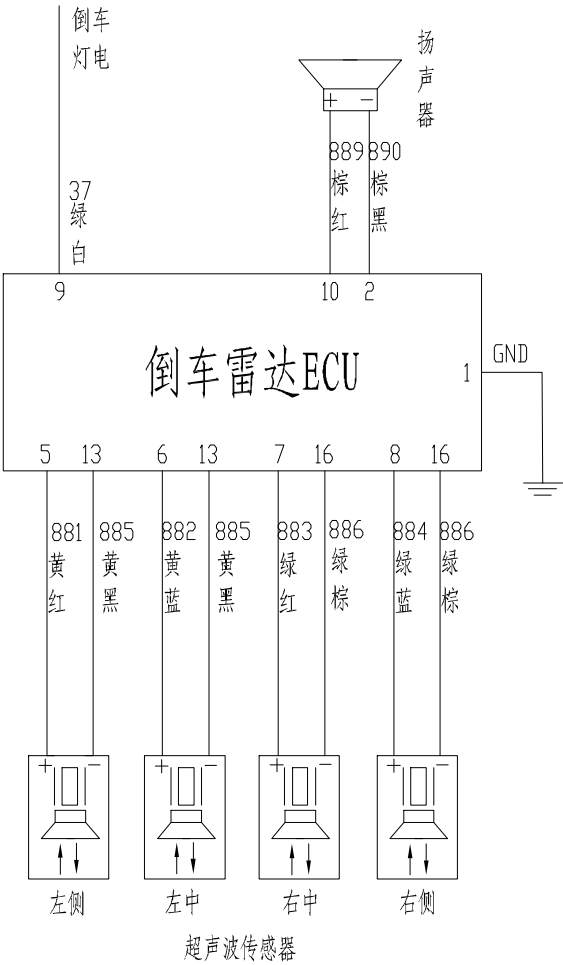 倒车
灯电
扬声器
+ −
889 890
棕红 棕黑
37
绿白
9 10 2
倒车雷达ECU
1 GND
5 13 6 13 7 16 8 16
881 885 882 885 883 886 884 886
黄红 黄黑 黄蓝 黄黑 绿红 绿棕 绿蓝 绿棕
+ − + − + − + −
左侧 左中 右中 右侧
超声波传感器